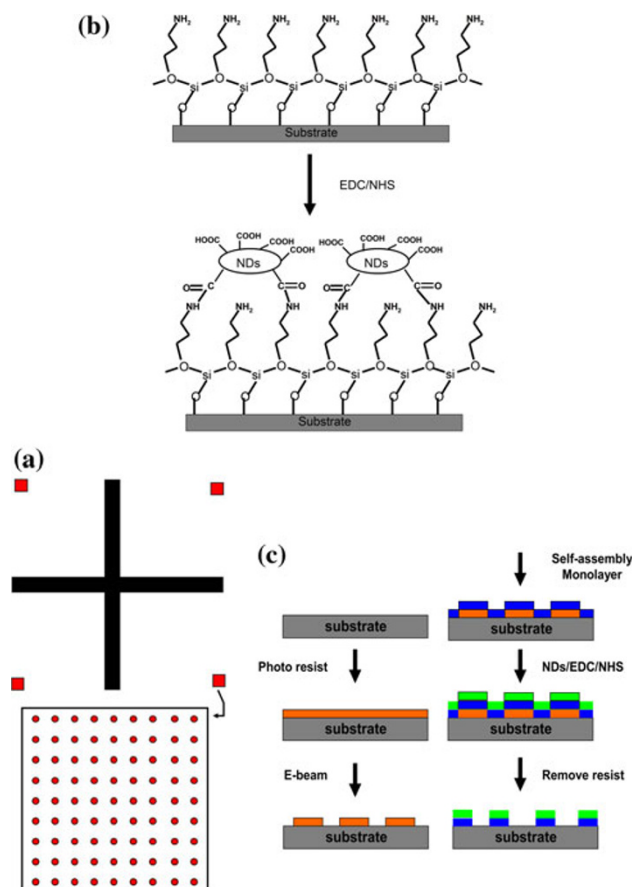 (b)
NH₂ NH₂ NH₂ NH₂ NH₂ NH₂ NH₂
O O O O O O O
Si Si Si Si Si Si
O O O O O O
Substrate
EDC/NHS
HOOC COOH COOH COOH COOH HOOC COOH COOH COOH COOH
NDs NDs
O=C C=O O=C C=O
NH NH₂ NH NH NH₂ NH NH₂
O O O O O O O
Si Si Si Si Si Si
O O O O O O
Substrate
(a)
(c)
substrate
Photo resist
substrate
E-beam
substrate
Self-assembly
Monolayer
substrate
NDs/EDC/NHS
substrate
Remove resist
substrate